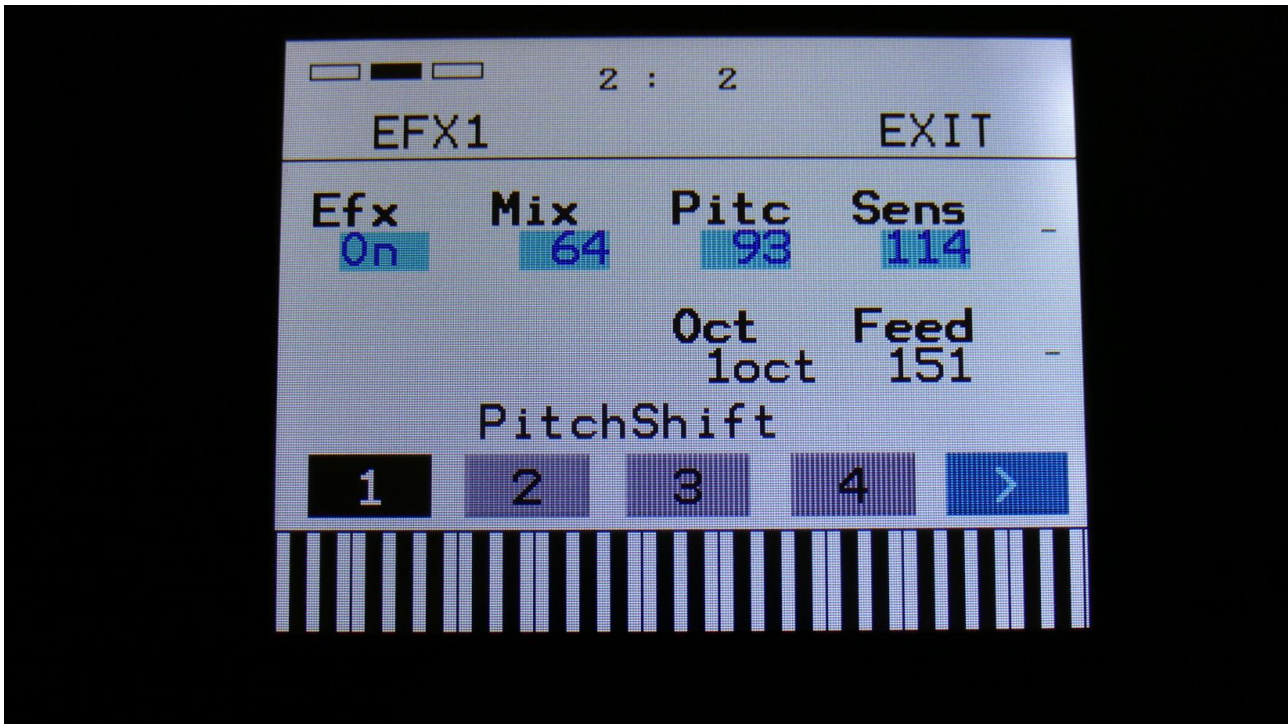 2 : 2
EFX1 EXIT
Efx Mix Pitc Sens -
On 64 93 114
Oct Feed -
1oct 151
PitchShift
1 2 3 4 >